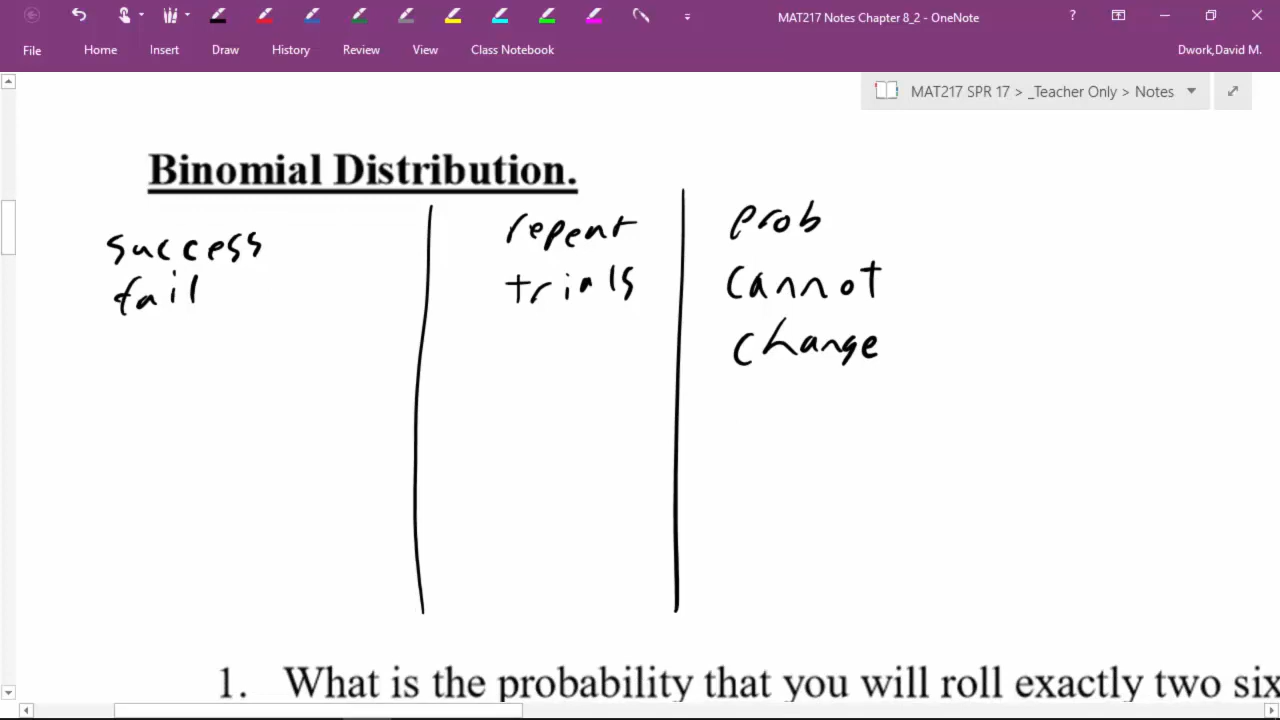 MAT217 Notes Chapter 8_2 - OneNote
?
File Home Insert Draw History Review View Class Notebook
Dwork,David M.
MAT217 SPR 17 > _Teacher Only > Notes
Binomial Distribution.
success
fail
repeat
trials
prob
cannot
change
1. What is the probability that you will roll exactly two six